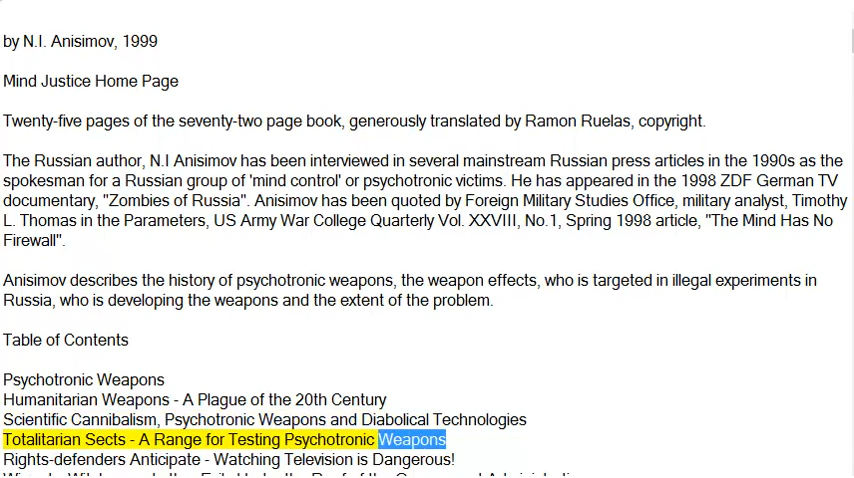 by N.I. Anisimov, 1999
Mind Justice Home Page
Twenty-five pages of the seventy-two page book, generously translated by Ramon Ruelas, copyright.
The Russian author, N.I Anisimov has been interviewed in several mainstream Russian press articles in the 1990s as the
spokesman for a Russian group of 'mind control' or psychotronic victims. He has appeared in the 1998 ZDF German TV
documentary, "Zombies of Russia". Anisimov has been quoted by Foreign Military Studies Office, military analyst, Timothy
L. Thomas in the Parameters, US Army War College Quarterly Vol. XXVIII, No.1, Spring 1998 article, "The Mind Has No
Firewall".
Anisimov describes the history of psychotronic weapons, the weapon effects, who is targeted in illegal experiments in
Russia, who is developing the weapons and the extent of the problem.
Table of Contents
Psychotronic Weapons
Humanitarian Weapons - A Plague of the 20th Century
Scientific Cannibalism, Psychotronic Weapons and Diabolical Technologies
Totalitarian Sects - A Range for Testing Psychotronic Weapons
Rights-defenders Anticipate - Watching Television is Dangerous!